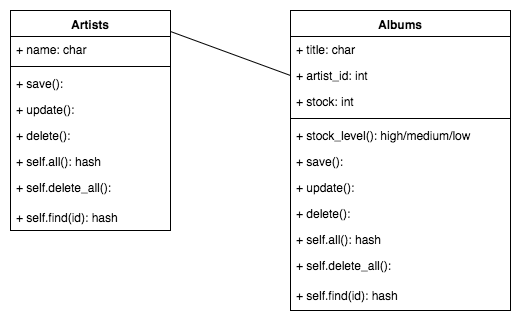 Artists
+ name: char
+ save():
+ update():
+ delete():
+ self.all(): hash
+ self.delete_all():
+ self.find(id): hash
Albums
+ title: char
+ artist_id: int
+ stock: int
+ stock_level(): high/medium/low
+ save():
+ update():
+ delete():
+ self.all(): hash
+ self.delete_all():
+ self.find(id): hash